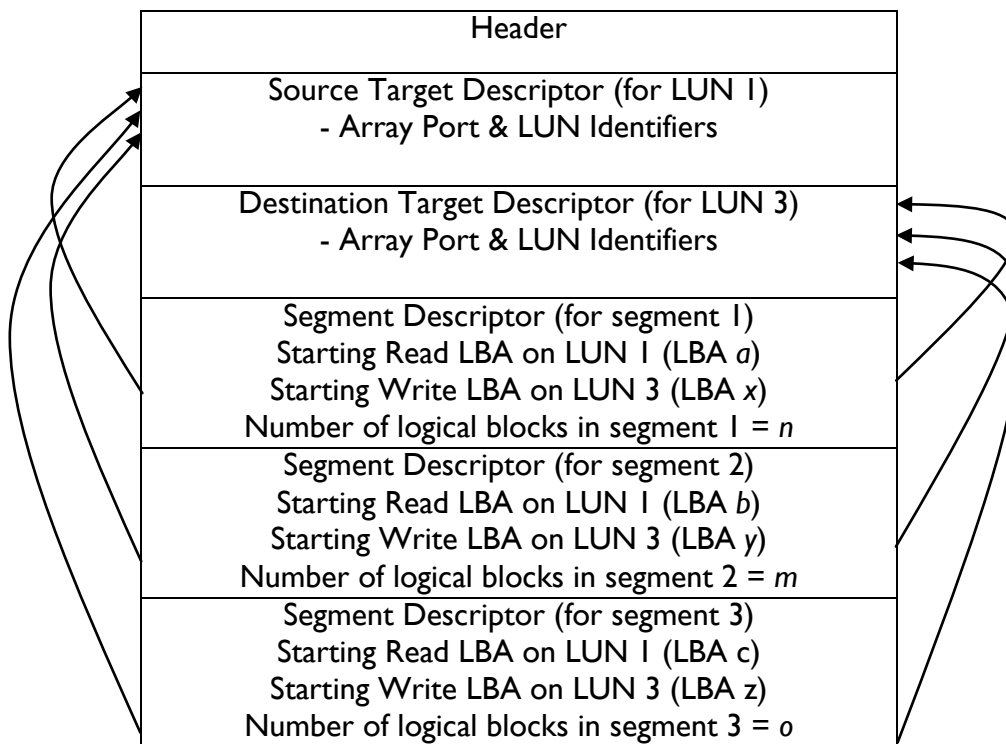 Header
Source Target Descriptor (for LUN 1)
- Array Port & LUN Identifiers
Destination Target Descriptor (for LUN 3)
- Array Port & LUN Identifiers
Segment Descriptor (for segment 1)
Starting Read LBA on LUN 1 (LBA a)
Starting Write LBA on LUN 3 (LBA x)
Number of logical blocks in segment 1 = n
Segment Descriptor (for segment 2)
Starting Read LBA on LUN 1 (LBA b)
Starting Write LBA on LUN 3 (LBA y)
Number of logical blocks in segment 2 = m
Segment Descriptor (for segment 3)
Starting Read LBA on LUN 1 (LBA c)
Starting Write LBA on LUN 3 (LBA z)
Number of logical blocks in segment 3 = o